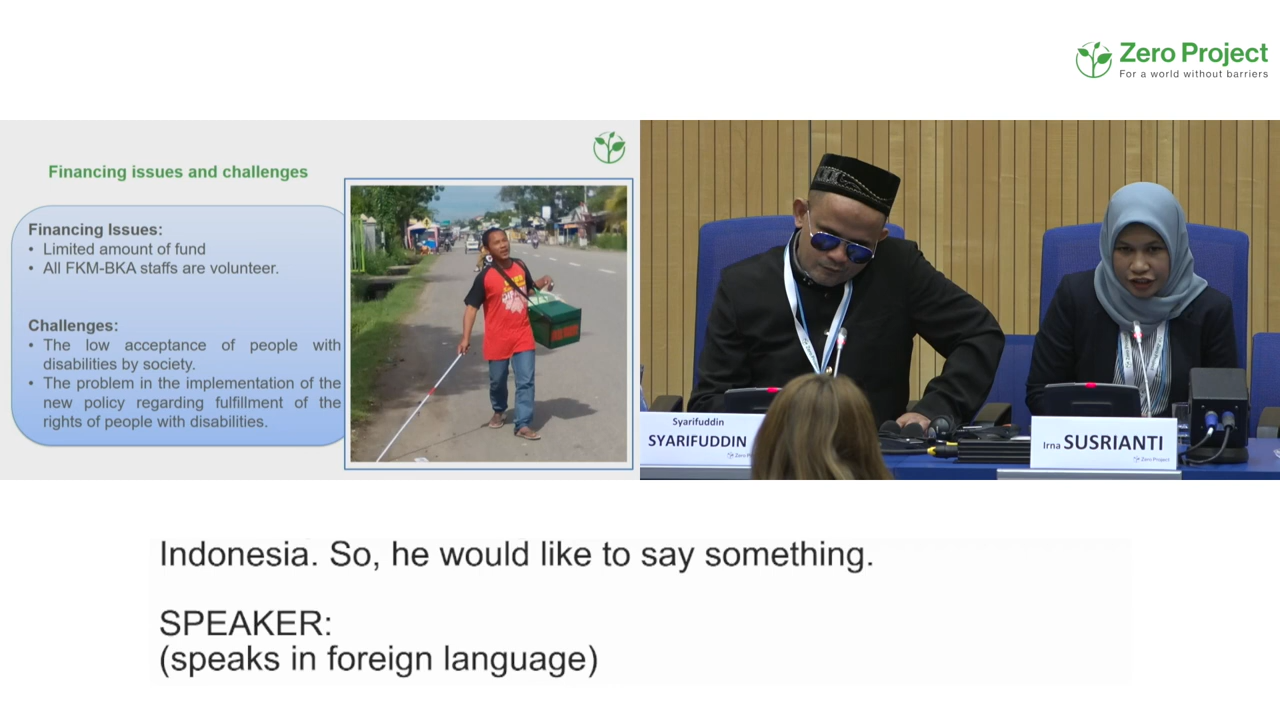 Zero Project
For a world without barriers
Financing issues and challenges
Financing Issues:
• Limited amount of fund
• All FKM-BKA staffs are volunteer.
Challenges:
• The low acceptance of people with
disabilities by society.
• The problem in the implementation of the
new policy regarding fulfillment of the
rights of people with disabilities.
Syarifuddin
SYARIFUDDIN
Irna SUSRIANTI
Zero Project
Indonesia. So, he would like to say something.
SPEAKER:
(speaks in foreign language)